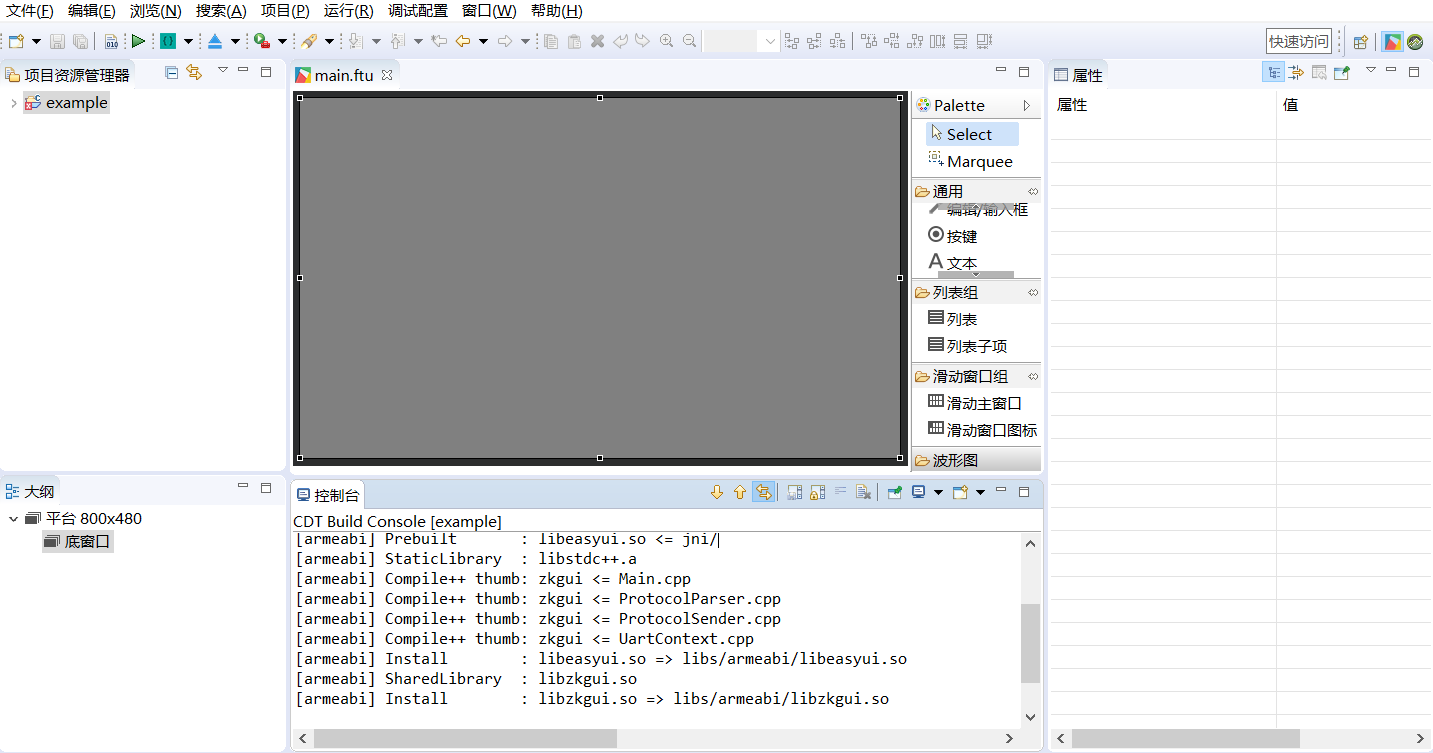 文件(F) 编辑(E) 浏览(N) 搜索(A) 项目(P) 运行(R) 调试配置 窗口(W) 帮助(H)
010
快速访问
项目资源管理器
example
main.ftu
Palette
Select
Marquee
通用
编辑/输入框
按键
A 文本
列表组
列表
列表子项
滑动窗口组
滑动主窗口
滑动窗口图标
波形图
属性
属性 值
大纲
平台 800x480
底窗口
控制台
CDT Build Console [example]
[armeabi] Prebuilt       : libeasyui.so <= jni/
[armeabi] StaticLibrary  : libstdc++.a
[armeabi] Compile++ thumb: zkgui <= Main.cpp
[armeabi] Compile++ thumb: zkgui <= ProtocolParser.cpp
[armeabi] Compile++ thumb: zkgui <= ProtocolSender.cpp
[armeabi] Compile++ thumb: zkgui <= UartContext.cpp
[armeabi] Install        : libeasyui.so => libs/armeabi/libeasyui.so
[armeabi] SharedLibrary  : libzkgui.so
[armeabi] Install        : libzkgui.so => libs/armeabi/libzkgui.so